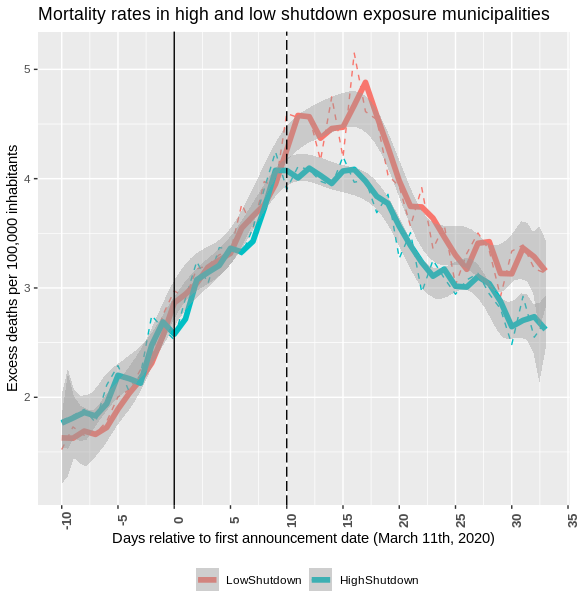 Mortality rates in high and low shutdown exposure municipalities
Excess deaths per 100,000 inhabitants
5
4
3
2
-10
-5
0
5
10
15
20
25
30
35
Days relative to first announcement date (March 11th, 2020)
LowShutdown
HighShutdown